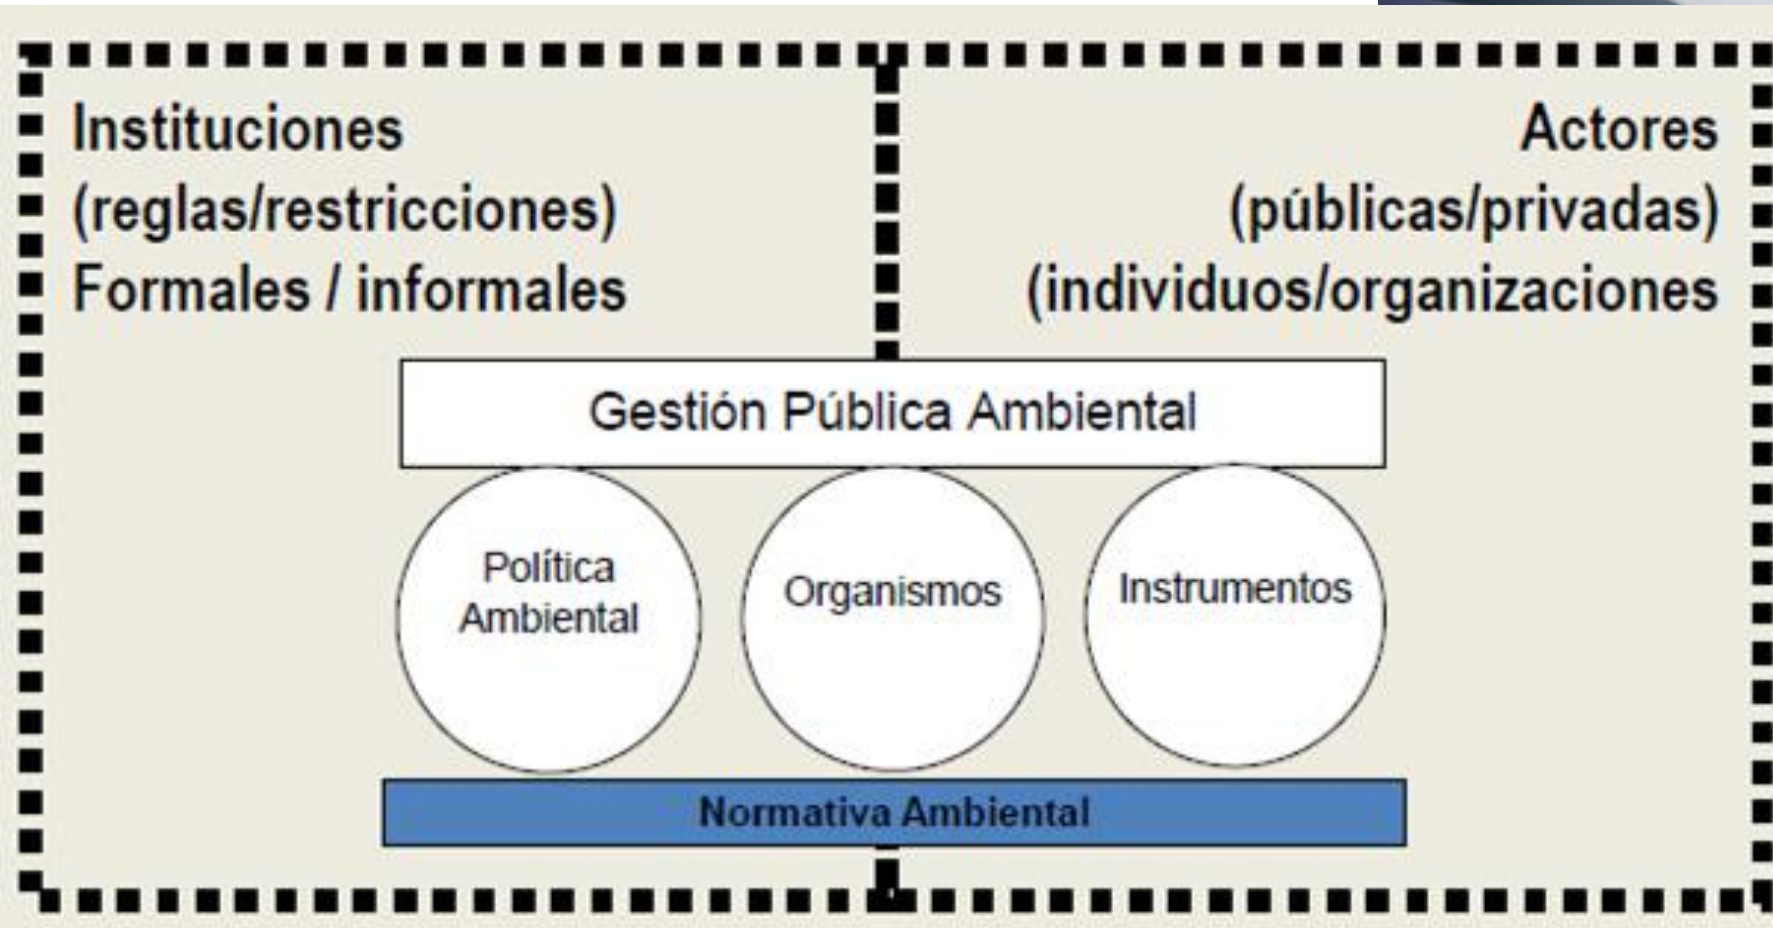 Instituciones
(reglas/restricciones)
Formales / informales
Actores
(públicas/privadas)
(individuos/organizaciones
Gestión Pública Ambiental
Política
Ambiental
Organismos
Instrumentos
Normativa Ambiental